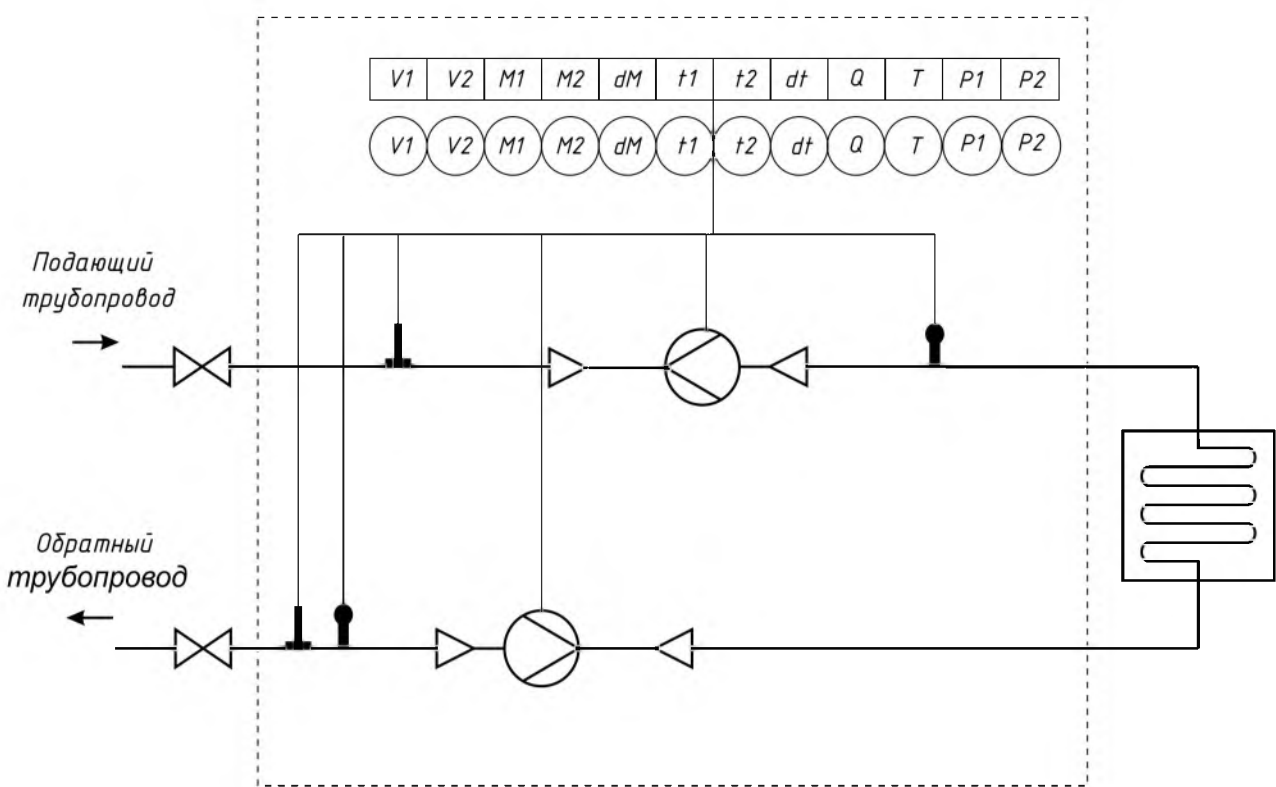 V1 V2 M1 M2 dM t1 t2 dt Q T P1 P2
V1 V2 M1 M2 dM t1 t2 dt Q T P1 P2
Подающий
трубопровод
Обратный
трубопровод